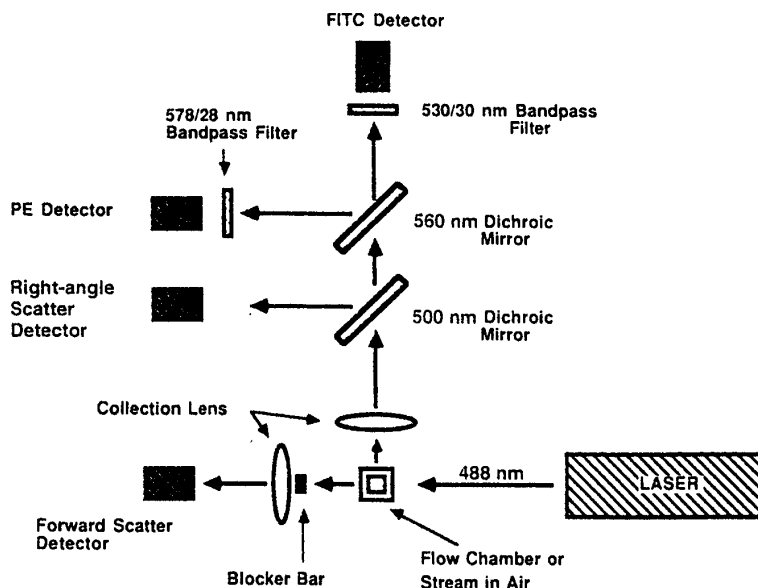 FITC Detector
578/28 nm
Bandpass Filter
530/30 nm Bandpass
Filter
PE Detector
560 nm Dichroic
Mirror
Right-angle
Scatter
Detector
500 nm Dichroic
Mirror
Collection Lens
488 nm
LASER
Forward Scatter
Detector
Blocker Bar
Flow Chamber or
Stream in Air